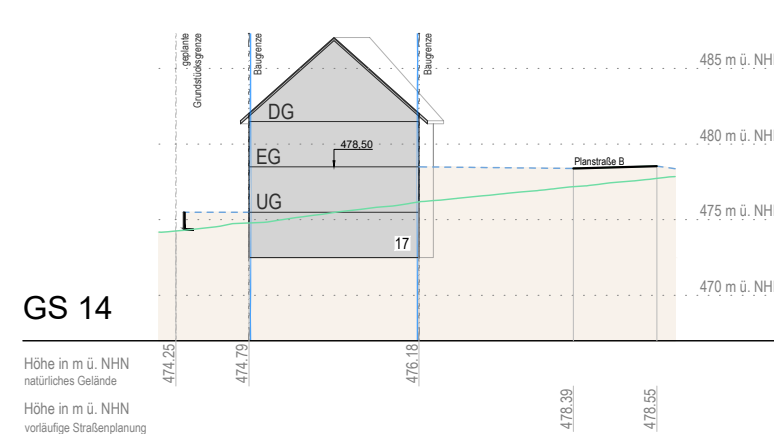 geplante
Grundstücksgrenze
Baugrenze
Baugrenze
485 m ü. NHN
DG
480 m ü. NHN
478,50
EG
Planstraße B
UG
475 m ü. NHN
17
470 m ü. NHN
GS 14
Höhe in m ü. NHN
natürliches Gelände
474.25
474.79
476.18
Höhe in m ü. NHN
vorläufige Straßenplanung
478.39
478.55